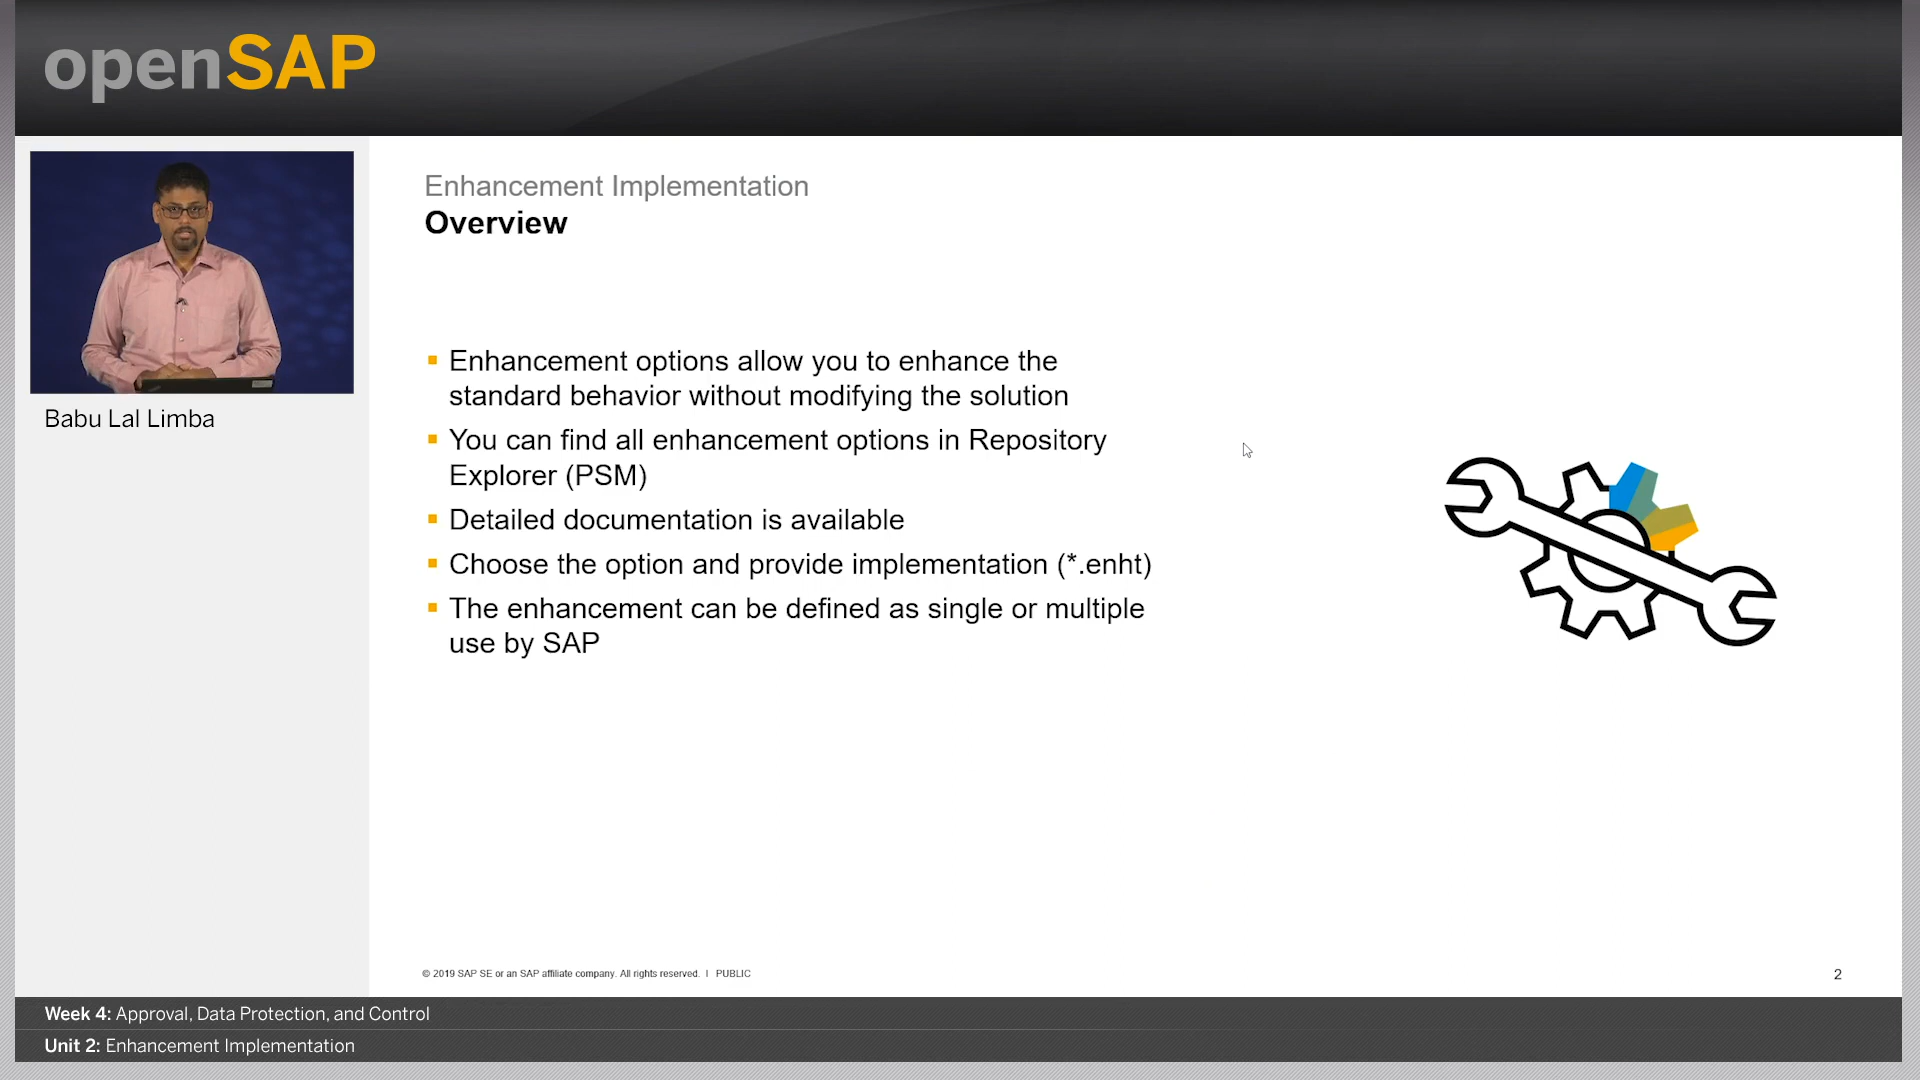 openSAP
Babu Lal Limba
Enhancement Implementation
Overview
Enhancement options allow you to enhance the
standard behavior without modifying the solution
You can find all enhancement options in Repository
Explorer (PSM)
Detailed documentation is available
Choose the option and provide implementation (*.enht)
The enhancement can be defined as single or multiple
use by SAP
© 2019 SAP SE or an SAP affiliate company. All rights reserved. I PUBLIC
2
Week 4: Approval, Data Protection, and Control
Unit 2: Enhancement Implementation